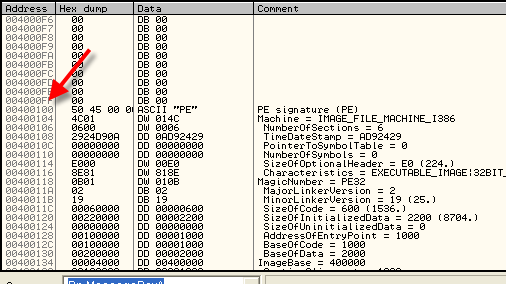 Address Hex dump Data Comment
004000F6 00 DB 00
004000F7 00 DB 00
004000F8 00 DB 00
004000F9 00 DB 00
004000FA 00 DB 00
004000FB 00 DB 00
004000FC 00 DB 00
004000FD 00 DB 00
004000FE 00 DB 00
00 DB 00
00400100 50 45 00 0 ASCII "PE" PE signature (PE)
00400104 4C01 DW 014C Machine = IMAGE_FILE_MACHINE_I386
00400106 0600 DW 0006 NumberOfSections = 6
00400108 2924D90A DD 0AD92429 TimeDateStamp = AD92429
0040010C 00000000 DD 00000000 PointerToSymbolTable = 0
00400110 00000000 DD 00000000 NumberOfSymbols = 0
00400114 E000 DW 00E0 SizeOfOptionalHeader = E0 (224.)
00400116 8E81 DW 818E Characteristics = EXECUTABLE_IMAGE|32BIT_
00400118 0B01 DW 010B MagicNumber = PE32
0040011A 02 DB 02 MajorLinkerVersion = 2
0040011B 19 DB 19 MinorLinkerVersion = 19 (25.)
0040011C 00060000 DD 00000600 SizeOfCode = 600 (1536.)
00400120 00220000 DD 00002200 SizeOfInitializedData = 2200 (8704.)
00400124 00000000 DD 00000000 SizeOfUninitializedData = 0
00400128 00100000 DD 00001000 AddressOfEntryPoint = 1000
0040012C 00100000 DD 00001000 BaseOfCode = 1000
00400130 00200000 DD 00002000 BaseOfData = 2000
00400134 00004000 DD 00400000 ImageBase = 400000